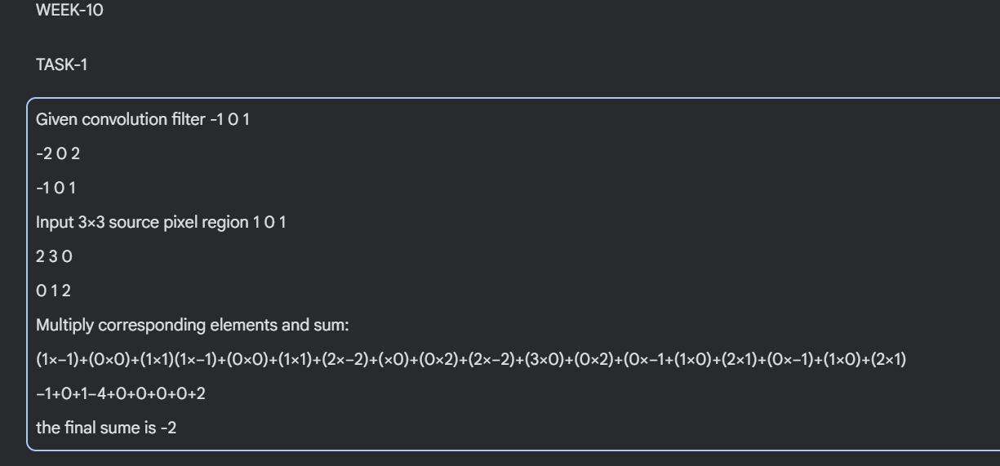 WEEK-10
TASK-1
Given convolution filter -1 0 1
-2 0 2
-1 0 1
Input 3×3 source pixel region 1 0 1
2 3 0
0 1 2
Multiply corresponding elements and sum:
(1×−1)+(0×0)+(1×1)(1×−1)+(0×0)+(1×1)+(2×−2)+(×0)+(0×2)+(2×−2)+(3×0)+(0×2)+(0×−1+(1×0)+(2×1)+(0×−1)+(1×0)+(2×1)
−1+0+1−4+0+0+0+0+2
the final sume is -2